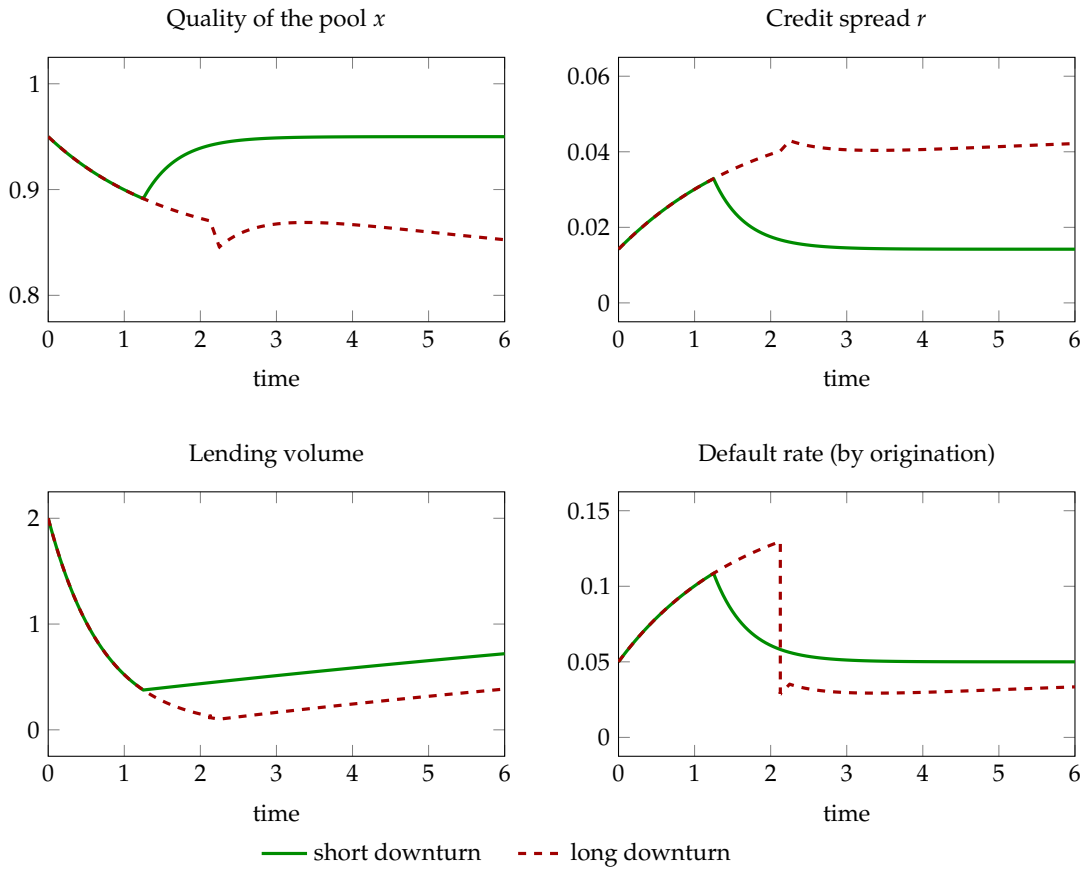 Quality of the pool x
Credit spread r
1
0.9
0.8
0 1 2 3 4 5 6
time
0.06
0.04
0.02
0
0 1 2 3 4 5 6
time
Lending volume
Default rate (by origination)
2
1
0
0 1 2 3 4 5 6
time
0.15
0.1
0.05
0
0 1 2 3 4 5 6
time
short downturn
long downturn